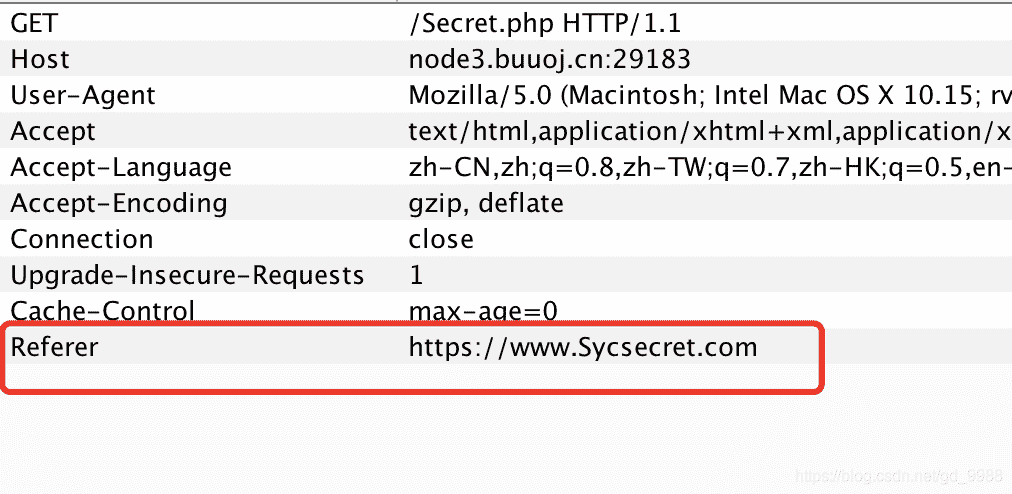 GET /Secret.php HTTP/1.1
Host node3.buuoj.cn:29183
User-Agent Mozilla/5.0 (Macintosh; Intel Mac OS X 10.15; rv
Accept text/html,application/xhtml+xml,application/x
Accept-Language zh-CN,zh;q=0.8,zh-TW;q=0.7,zh-HK;q=0.5,en-
Accept-Encoding gzip, deflate
Connection close
Upgrade-Insecure-Requests 1
Cache-Control max-age=0
Referer https://www.Sycsecret.com
https://blog.csdn.net/gd_9988